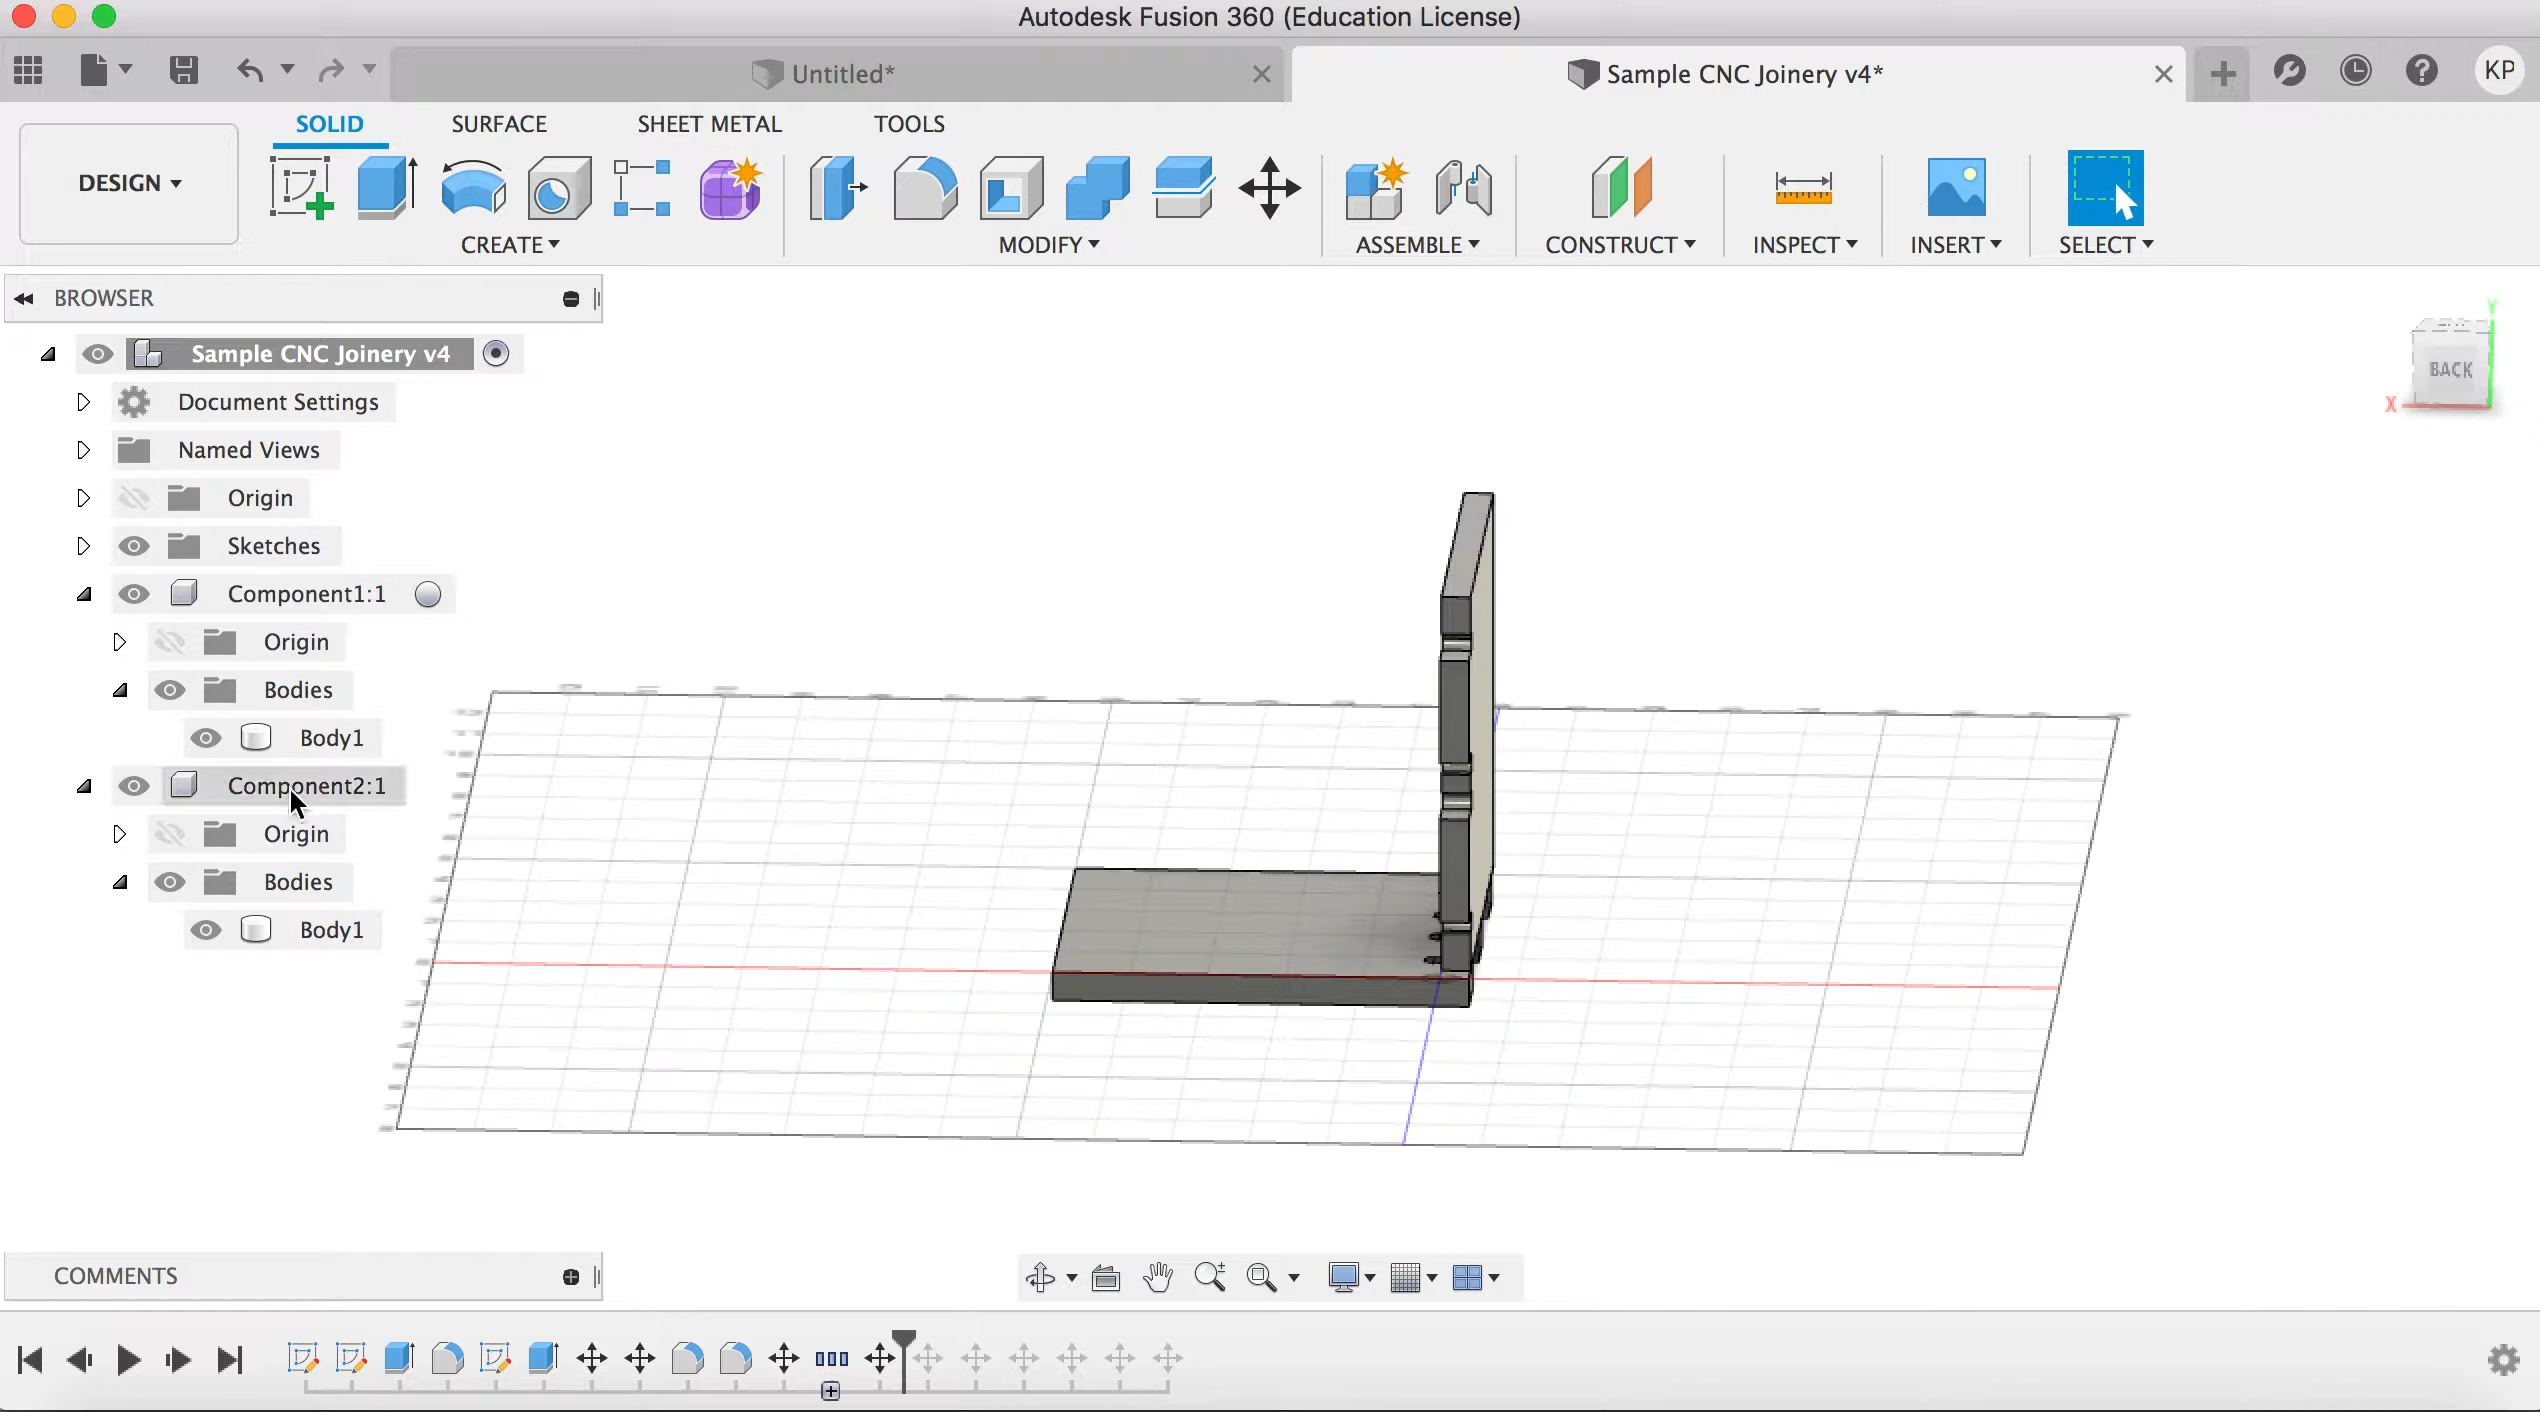 Autodesk Fusion 360 (Education License)
Untitled*
Sample CNC Joinery v4*
KP
DESIGN
SOLID
SURFACE
SHEET METAL
TOOLS
CREATE
MODIFY
ASSEMBLE
CONSTRUCT
INSPECT
INSERT
SELECT
BROWSER
Sample CNC Joinery v4
Document Settings
Named Views
Origin
Sketches
Component1:1
Origin
Bodies
Body1
Component2:1
Origin
Bodies
Body1
Y
BACK
X
COMMENTS